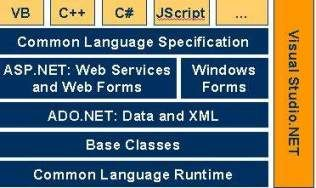 VB C++ C# JScript ...
Common Language Specification
ASP.NET: Web Services Windows
and Web Forms Forms
ADO.NET: Data and XML
Base Classes
Common Language Runtime
Visual Studio.NET